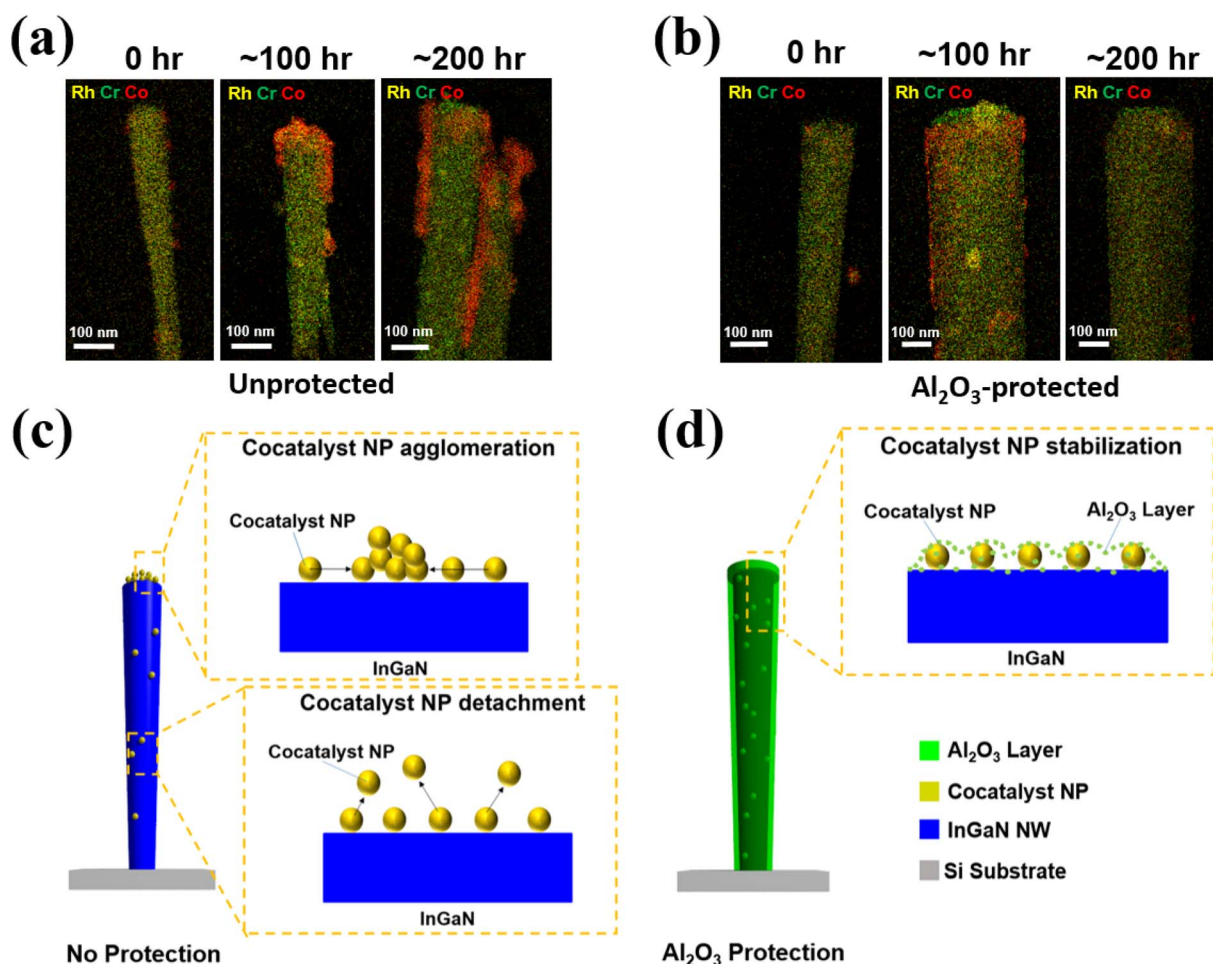 (a)
0 hr
~100 hr
~200 hr
Rh Cr Co
Rh Cr Co
Rh Cr Co
100 nm
100 nm
100 nm
Unprotected
(b)
0 hr
~100 hr
~200 hr
Rh Cr Co
Rh Cr Co
Rh Cr Co
100 nm
100 nm
100 nm
Al₂O₃-protected
(c)
Cocatalyst NP agglomeration
Cocatalyst NP
InGaN
Cocatalyst NP detachment
Cocatalyst NP
InGaN
No Protection
(d)
Cocatalyst NP stabilization
Cocatalyst NP
Al₂O₃ Layer
InGaN
Al₂O₃ Layer
Cocatalyst NP
InGaN NW
Si Substrate
Al₂O₃ Protection